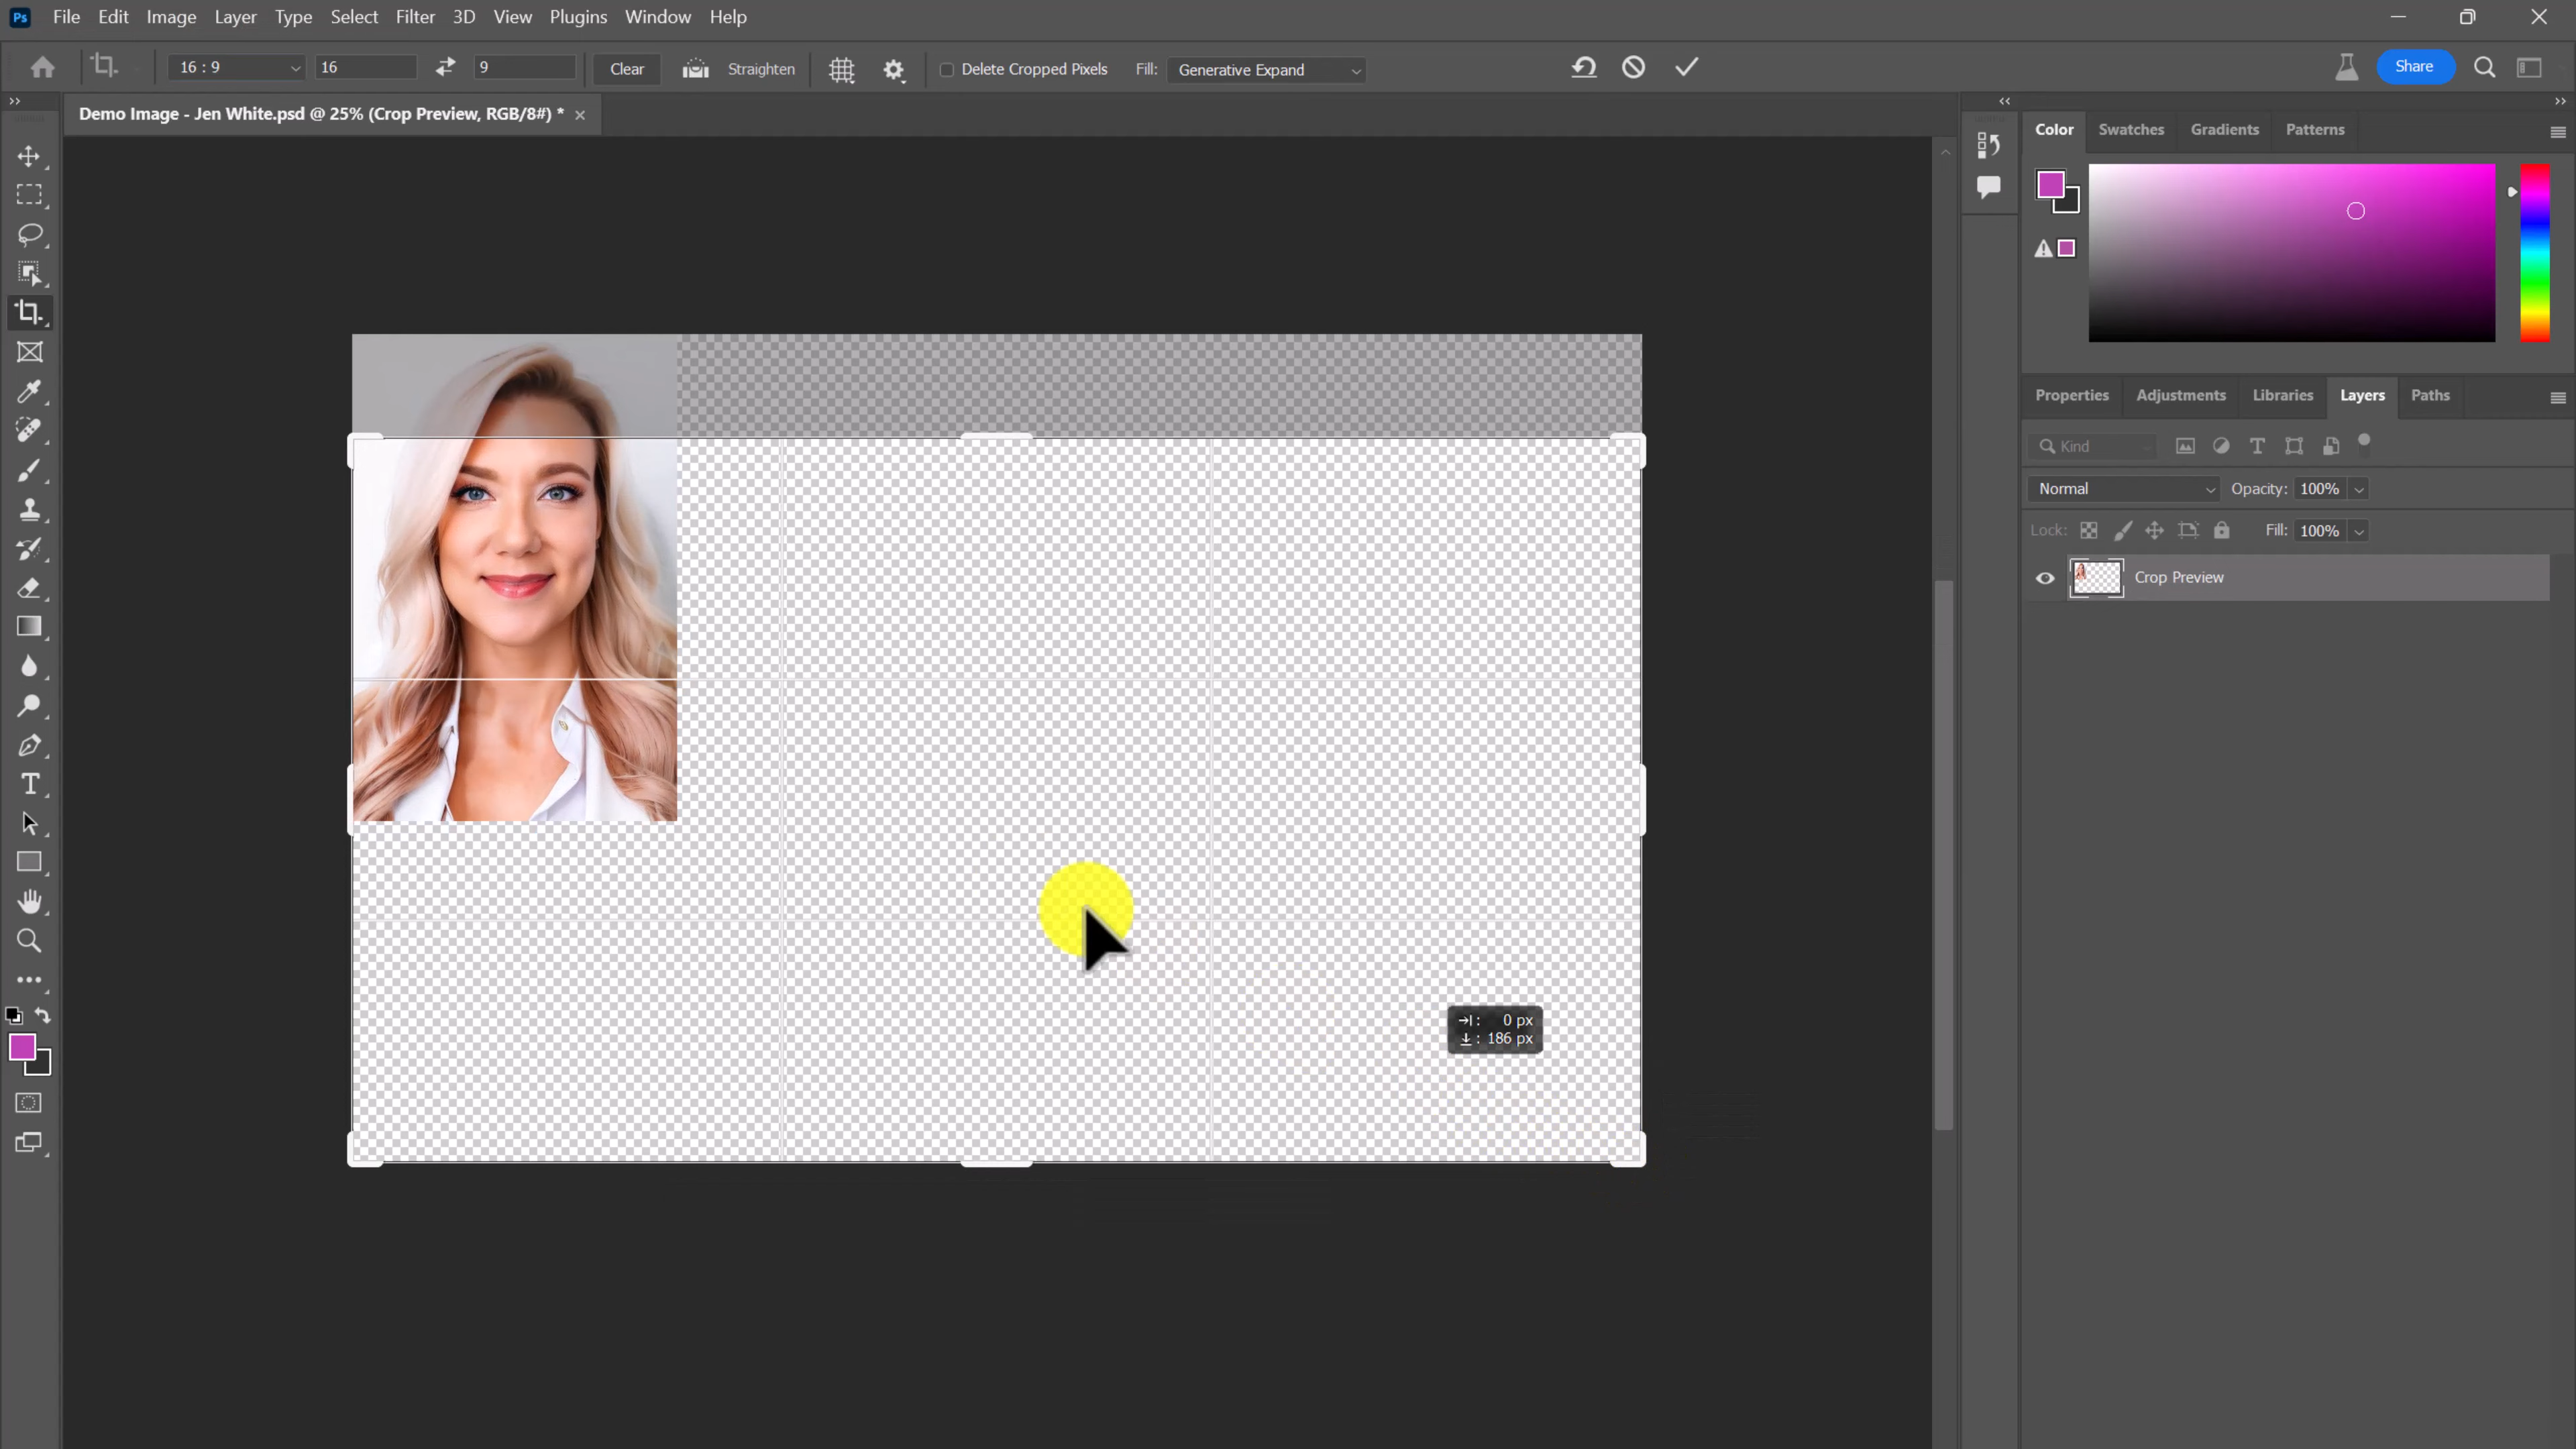 Ps File Edit Image Layer Type Select Filter 3D View Plugins Window Help
16 : 9 16 9 Clear Straighten Delete Cropped Pixels Fill: Generative Expand Share
Demo Image - Jen White.psd @ 25% (Crop Preview, RGB/8#) *
Color Swatches Gradients Patterns
Properties Adjustments Libraries Layers Paths
Kind
Normal Opacity: 100%
Lock: Fill: 100%
Crop Preview
: 0 px
: 186 px